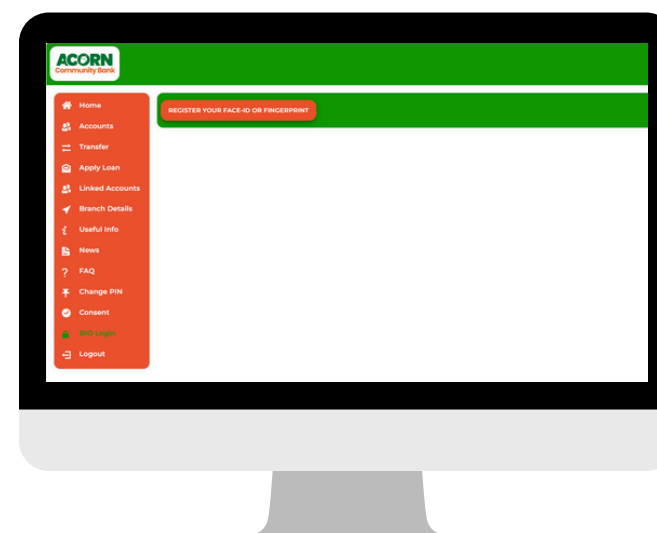 ACORN
Community Bank
Home
REGISTER YOUR FACE-ID OR FINGERPRINT
Accounts
Transfer
Apply Loan
Linked Accounts
Branch Details
Useful Info
News
FAQ
Change PIN
Consent
BIO Login
Logout